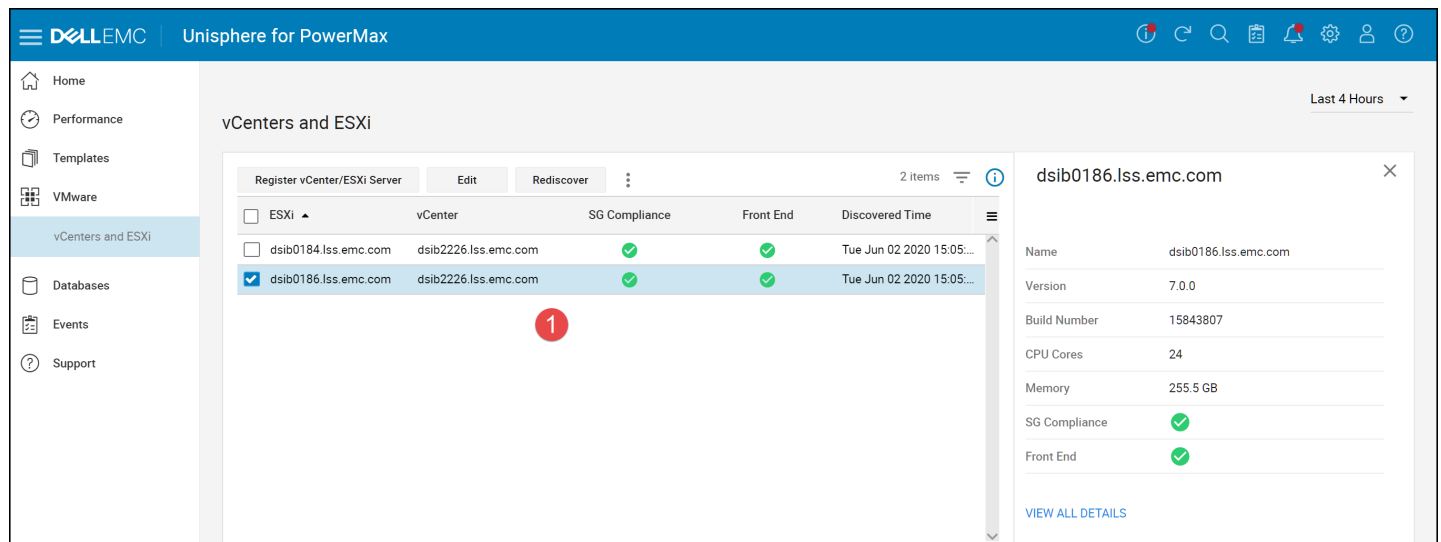 DELLEMC Unisphere for PowerMax
Home
Performance
Templates
VMware
vCenters and ESXi
Databases
Events
Support
Last 4 Hours
vCenters and ESXi
Register vCenter/ESXi Server Edit Rediscover 2 items
ESXi vCenter SG Compliance Front End Discovered Time
dsib0184.lss.emc.com dsib2226.lss.emc.com Tue Jun 02 2020 15:05:...
dsib0186.lss.emc.com dsib2226.lss.emc.com Tue Jun 02 2020 15:05:...
1
dsib0186.lss.emc.com
Name dsib0186.lss.emc.com
Version 7.0.0
Build Number 15843807
CPU Cores 24
Memory 255.5 GB
SG Compliance
Front End
VIEW ALL DETAILS